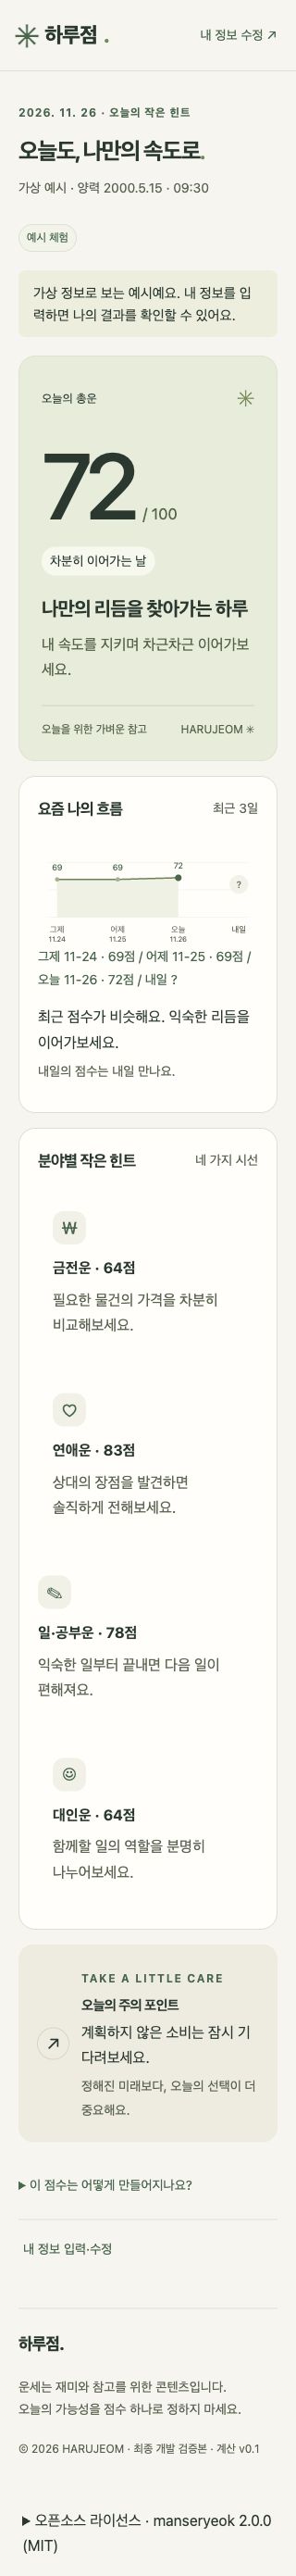 하루점.
내 정보 수정 ↗
2026. 11. 26 · 오늘의 작은 힌트
오늘도, 나만의 속도로.
가상 예시 · 양력 2000.5.15 · 09:30
예시 체험
가상 정보로 보는 예시예요. 내 정보를 입
력하면 나의 결과를 확인할 수 있어요.
오늘의 총운
72 / 100
차분히 이어가는 날
나만의 리듬을 찾아가는 하루
내 속도를 지키며 차근차근 이어가보
세요.
오늘을 위한 가벼운 참고
HARUJEOM ✳
요즘 나의 흐름
최근 3일
69
69
72
?
그제
어제
오늘
내일
11.24
11.25
11.26
그제 11-24 · 69점 / 어제 11-25 · 69점 /
오늘 11-26 · 72점 / 내일 ?
최근 점수가 비슷해요. 익숙한 리듬을
이어가보세요.
내일의 점수는 내일 만나요.
분야별 작은 힌트
네 가지 시선
₩
금전운 · 64점
필요한 물건의 가격을 차분히
비교해보세요.
연애운 · 83점
상대의 장점을 발견하면
솔직하게 전해보세요.
일·공부운 · 78점
익숙한 일부터 끝내면 다음 일이
편해져요.
대인운 · 64점
함께할 일의 역할을 분명히
나누어보세요.
TAKE A LITTLE CARE
오늘의 주의 포인트
계획하지 않은 소비는 잠시 기
다려보세요.
정해진 미래보다, 오늘의 선택이 더
중요해요.
▶ 이 점수는 어떻게 만들어지나요?
내 정보 입력·수정
하루점.
운세는 재미와 참고를 위한 콘텐츠입니다.
오늘의 가능성을 점수 하나로 정하지 마세요.
© 2026 HARUJEOM · 최종 개발 검증본 · 계산 v0.1
▶ 오픈소스 라이선스 · manseryeok 2.0.0
(MIT)